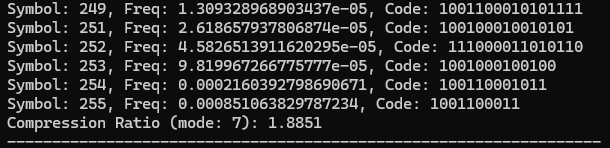 Symbol: 249, Freq: 1.309328968903437e-05, Code: 1001100010101111
Symbol: 251, Freq: 2.618657937806874e-05, Code: 100100010010101
Symbol: 252, Freq: 4.5826513911620295e-05, Code: 111000011010110
Symbol: 253, Freq: 9.819967266775777e-05, Code: 1001000100100
Symbol: 254, Freq: 0.0002160392798690671, Code: 100110001011
Symbol: 255, Freq: 0.000851063829787234, Code: 1001100011
Compression Ratio (mode: 7): 1.8851
--------------------------------------------------------------------------